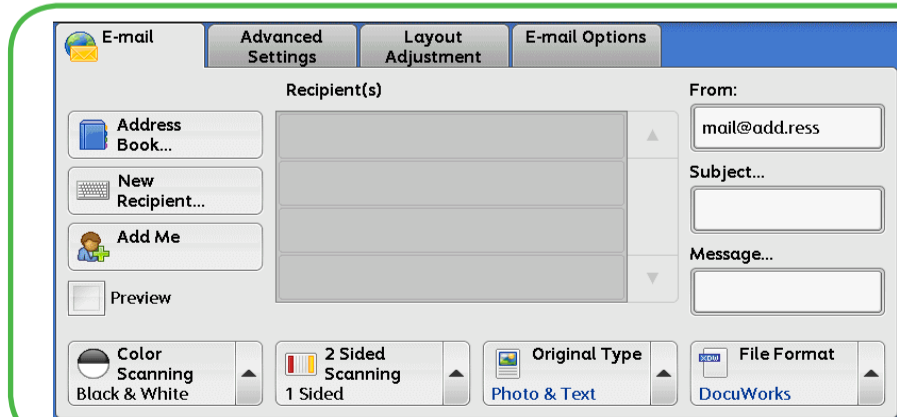 E-mail
Advanced
Settings
Layout
Adjustment
E-mail Options
Recipient(s)
From:
Address
Book...
mail@add.ress
New
Recipient...
Subject...
Add Me
Message...
Preview
Color
Scanning
Black & White
2 Sided
Scanning
1 Sided
Original Type
Photo & Text
XDW
File Format
DocuWorks